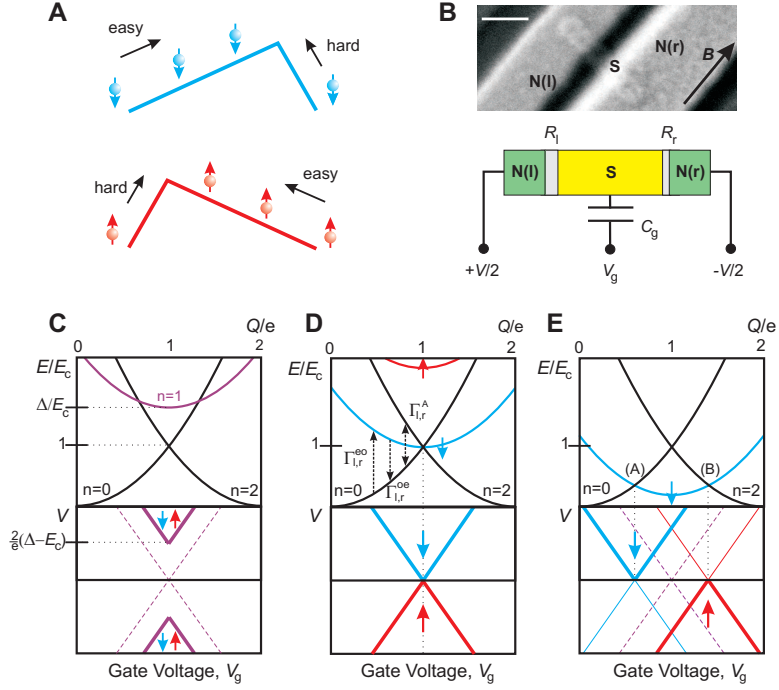 A
easy
hard
hard
easy
B
N(l)
S
N(r)
B
R_l
R_r
N(l)
S
N(r)
C_g
+V/2
V_g
-V/2
C
Q/e
0
1
2
E/E_c
n=1
Δ/E_c
1
n=0
n=2
V
2/e(Δ–E_c)
Gate Voltage, V_g
D
Q/e
0
1
2
E/E_c
Γ^A_l,r
1
Γ^eo_l,r
Γ^oe_l,r
n=0
n=2
V
Gate Voltage, V_g
E
Q/e
0
1
2
E/E_c
1
(A)
(B)
n=0
n=2
V
Gate Voltage, V_g